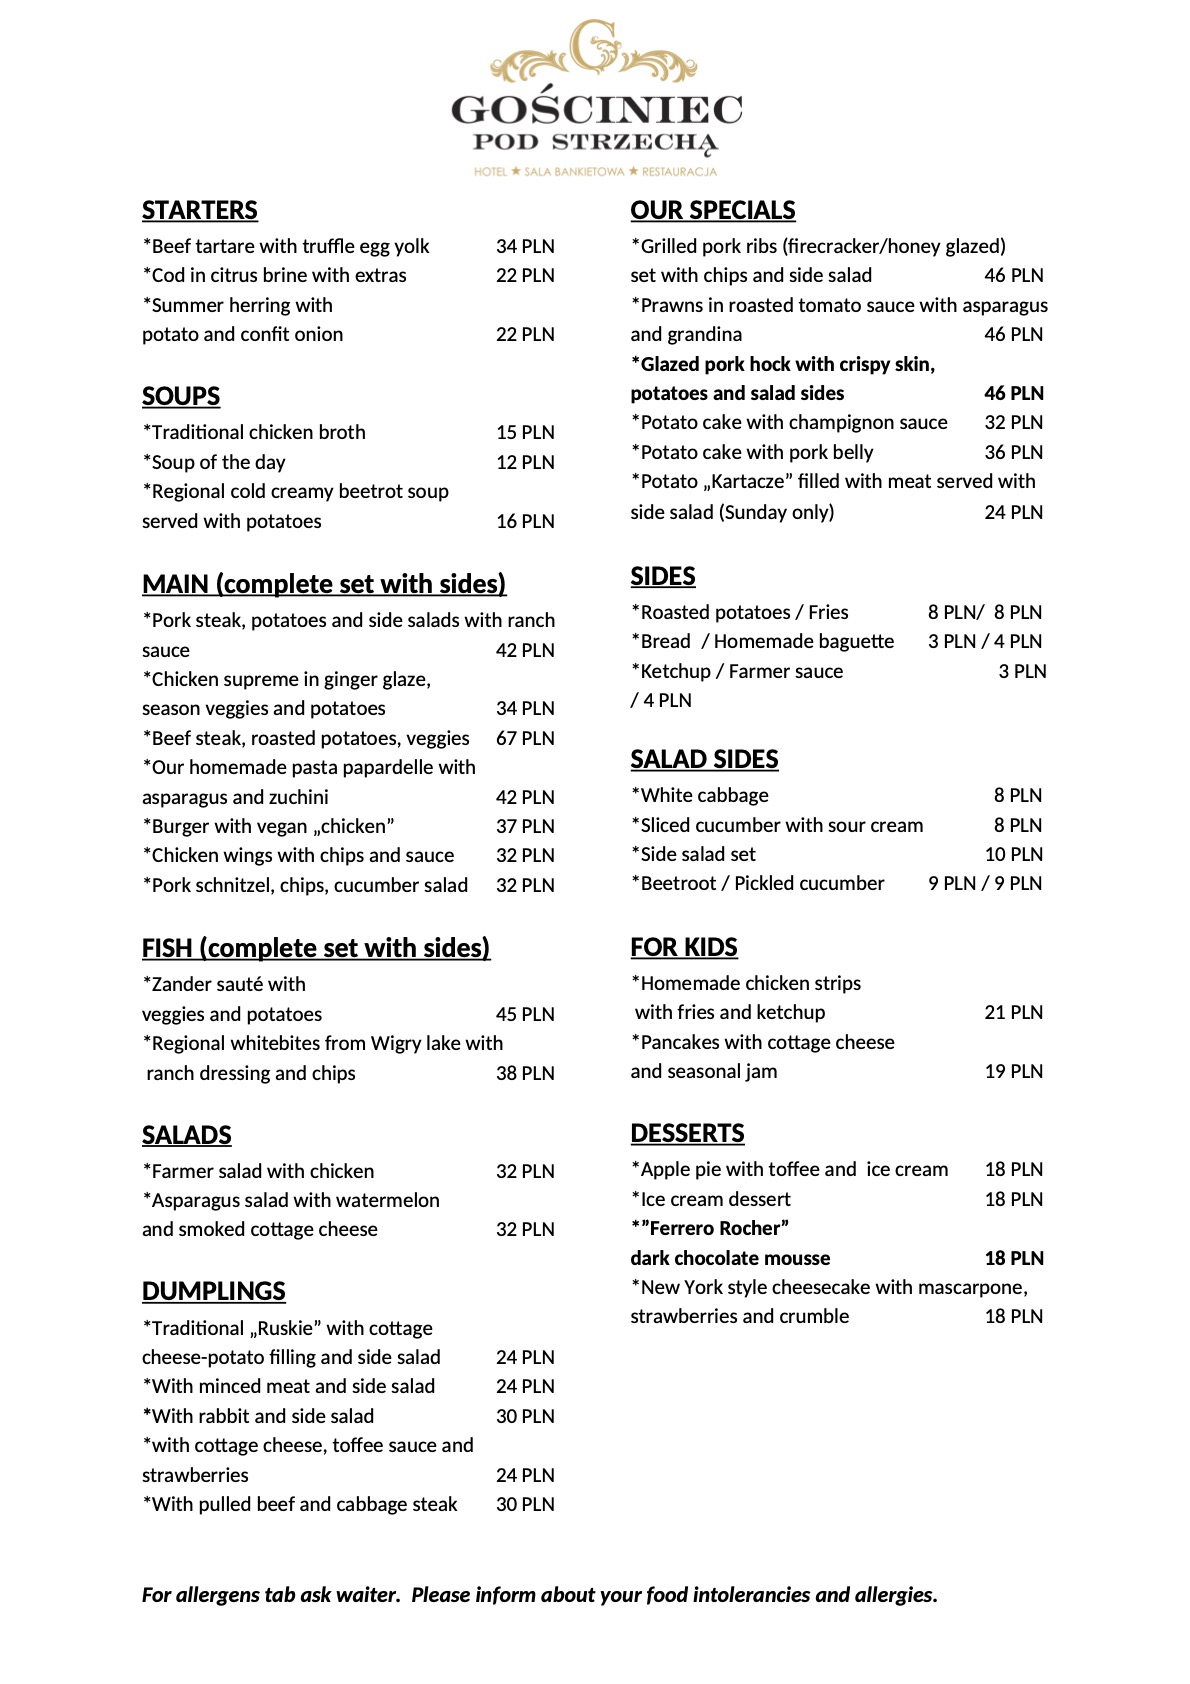 G
GOŚCINIEC
POD STRZECHĄ
HOTEL ★ SALA BANKIETOWA ★ RESTAURACJA
STARTERS
*Beef tartare with truffle egg yolk 34 PLN
*Cod in citrus brine with extras 22 PLN
*Summer herring with
potato and confit onion 22 PLN
SOUPS
*Traditional chicken broth 15 PLN
*Soup of the day 12 PLN
*Regional cold creamy beetrot soup
served with potatoes 16 PLN
MAIN (complete set with sides)
*Pork steak, potatoes and side salads with ranch
sauce 42 PLN
*Chicken supreme in ginger glaze,
season veggies and potatoes 34 PLN
*Beef steak, roasted potatoes, veggies 67 PLN
*Our homemade pasta papardelle with
asparagus and zuchini 42 PLN
*Burger with vegan „chicken” 37 PLN
*Chicken wings with chips and sauce 32 PLN
*Pork schnitzel, chips, cucumber salad 32 PLN
FISH (complete set with sides)
*Zander sauté with
veggies and potatoes 45 PLN
*Regional whitebites from Wigry lake with
ranch dressing and chips 38 PLN
SALADS
*Farmer salad with chicken 32 PLN
*Asparagus salad with watermelon
and smoked cottage cheese 32 PLN
DUMPLINGS
*Traditional „Ruskie” with cottage
cheese-potato filling and side salad 24 PLN
*With minced meat and side salad 24 PLN
*With rabbit and side salad 30 PLN
*with cottage cheese, toffee sauce and
strawberries 24 PLN
*With pulled beef and cabbage steak 30 PLN
OUR SPECIALS
*Grilled pork ribs (firecracker/honey glazed)
set with chips and side salad 46 PLN
*Prawns in roasted tomato sauce with asparagus
and grandina 46 PLN
*Glazed pork hock with crispy skin,
potatoes and salad sides 46 PLN
*Potato cake with champignon sauce 32 PLN
*Potato cake with pork belly 36 PLN
*Potato „Kartacze” filled with meat served with
side salad (Sunday only) 24 PLN
SIDES
*Roasted potatoes / Fries 8 PLN/ 8 PLN
*Bread / Homemade baguette 3 PLN / 4 PLN
*Ketchup / Farmer sauce 3 PLN
/ 4 PLN
SALAD SIDES
*White cabbage 8 PLN
*Sliced cucumber with sour cream 8 PLN
*Side salad set 10 PLN
*Beetroot / Pickled cucumber 9 PLN / 9 PLN
FOR KIDS
*Homemade chicken strips
with fries and ketchup 21 PLN
*Pancakes with cottage cheese
and seasonal jam 19 PLN
DESSERTS
*Apple pie with toffee and ice cream 18 PLN
*Ice cream dessert 18 PLN
*”Ferrero Rocher”
dark chocolate mousse 18 PLN
*New York style cheesecake with mascarpone,
strawberries and crumble 18 PLN
For allergens tab ask waiter. Please inform about your food intolerancies and allergies.